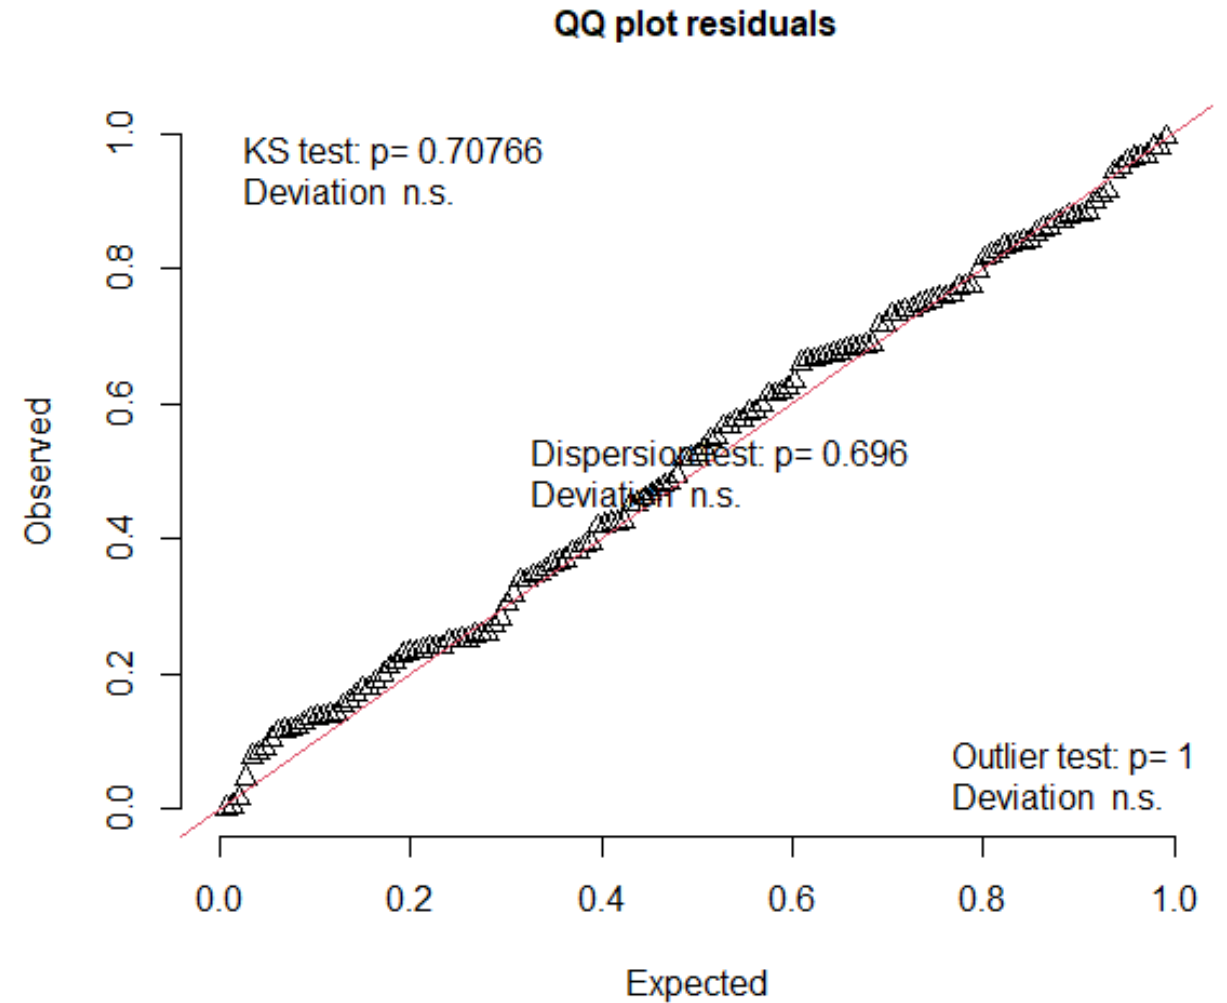 QQ plot residuals
KS test: p= 0.70766
Deviation n.s.
Dispersion test: p= 0.696
Deviation n.s.
Outlier test: p= 1
Deviation n.s.
Observed
1.0
0.8
0.6
0.4
0.2
0.0
0.0 0.2 0.4 0.6 0.8 1.0
Expected